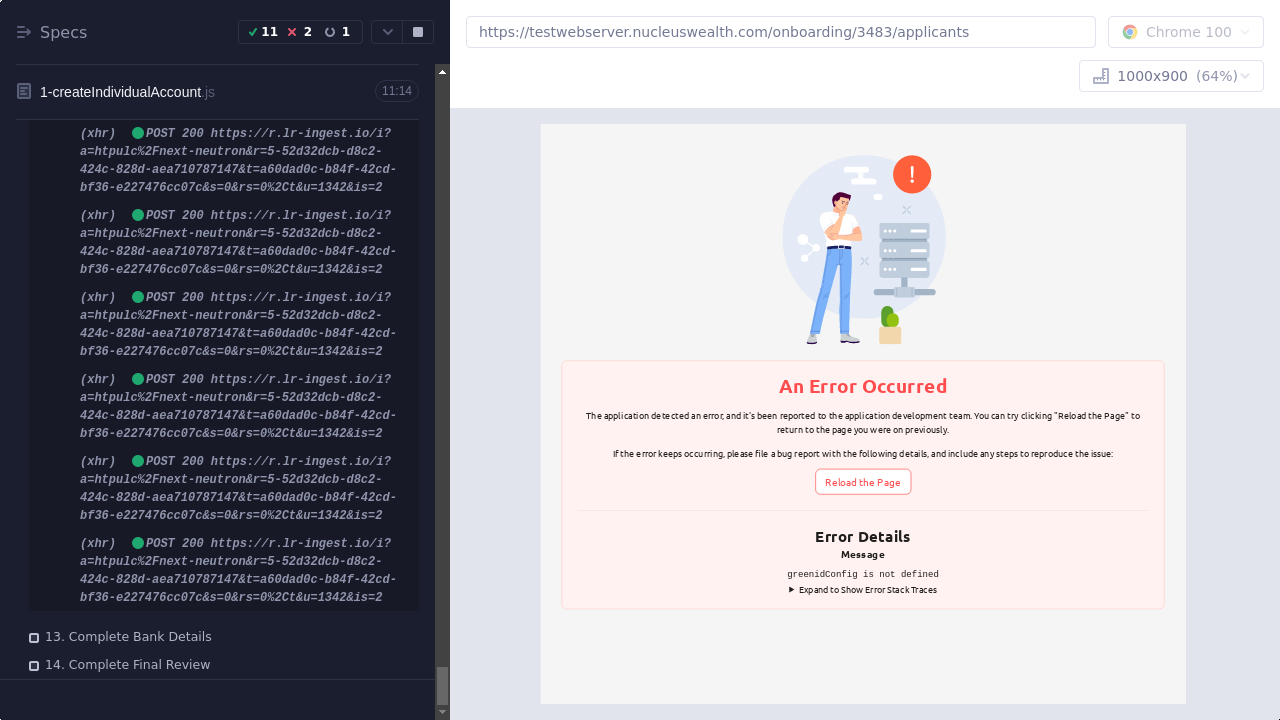 Specs
11
2
1
1-createIndividualAccount.js
11:14
(xhr) POST 200 https://r.lr-ingest.io/i?
a=htpulc%2Fnext-neutron&r=5-52d32dcb-d8c2-
424c-828d-aea710787147&t=a60dad0c-b84f-42cd-
bf36-e227476cc07c&s=0&rs=0%2Ct&u=1342&is=2
(xhr) POST 200 https://r.lr-ingest.io/i?
a=htpulc%2Fnext-neutron&r=5-52d32dcb-d8c2-
424c-828d-aea710787147&t=a60dad0c-b84f-42cd-
bf36-e227476cc07c&s=0&rs=0%2Ct&u=1342&is=2
(xhr) POST 200 https://r.lr-ingest.io/i?
a=htpulc%2Fnext-neutron&r=5-52d32dcb-d8c2-
424c-828d-aea710787147&t=a60dad0c-b84f-42cd-
bf36-e227476cc07c&s=0&rs=0%2Ct&u=1342&is=2
(xhr) POST 200 https://r.lr-ingest.io/i?
a=htpulc%2Fnext-neutron&r=5-52d32dcb-d8c2-
424c-828d-aea710787147&t=a60dad0c-b84f-42cd-
bf36-e227476cc07c&s=0&rs=0%2Ct&u=1342&is=2
(xhr) POST 200 https://r.lr-ingest.io/i?
a=htpulc%2Fnext-neutron&r=5-52d32dcb-d8c2-
424c-828d-aea710787147&t=a60dad0c-b84f-42cd-
bf36-e227476cc07c&s=0&rs=0%2Ct&u=1342&is=2
(xhr) POST 200 https://r.lr-ingest.io/i?
a=htpulc%2Fnext-neutron&r=5-52d32dcb-d8c2-
424c-828d-aea710787147&t=a60dad0c-b84f-42cd-
bf36-e227476cc07c&s=0&rs=0%2Ct&u=1342&is=2
13. Complete Bank Details
14. Complete Final Review
https://testwebserver.nucleuswealth.com/onboarding/3483/applicants
Chrome 100
1000x900 (64%)
!
An Error Occurred
The application detected an error, and it's been reported to the application development team. You can try clicking "Reload the Page" to
return to the page you were on previously.
If the error keeps occurring, please file a bug report with the following details, and include any steps to reproduce the issue:
Reload the Page
Error Details
Message
greenidConfig is not defined
Expand to Show Error Stack Traces